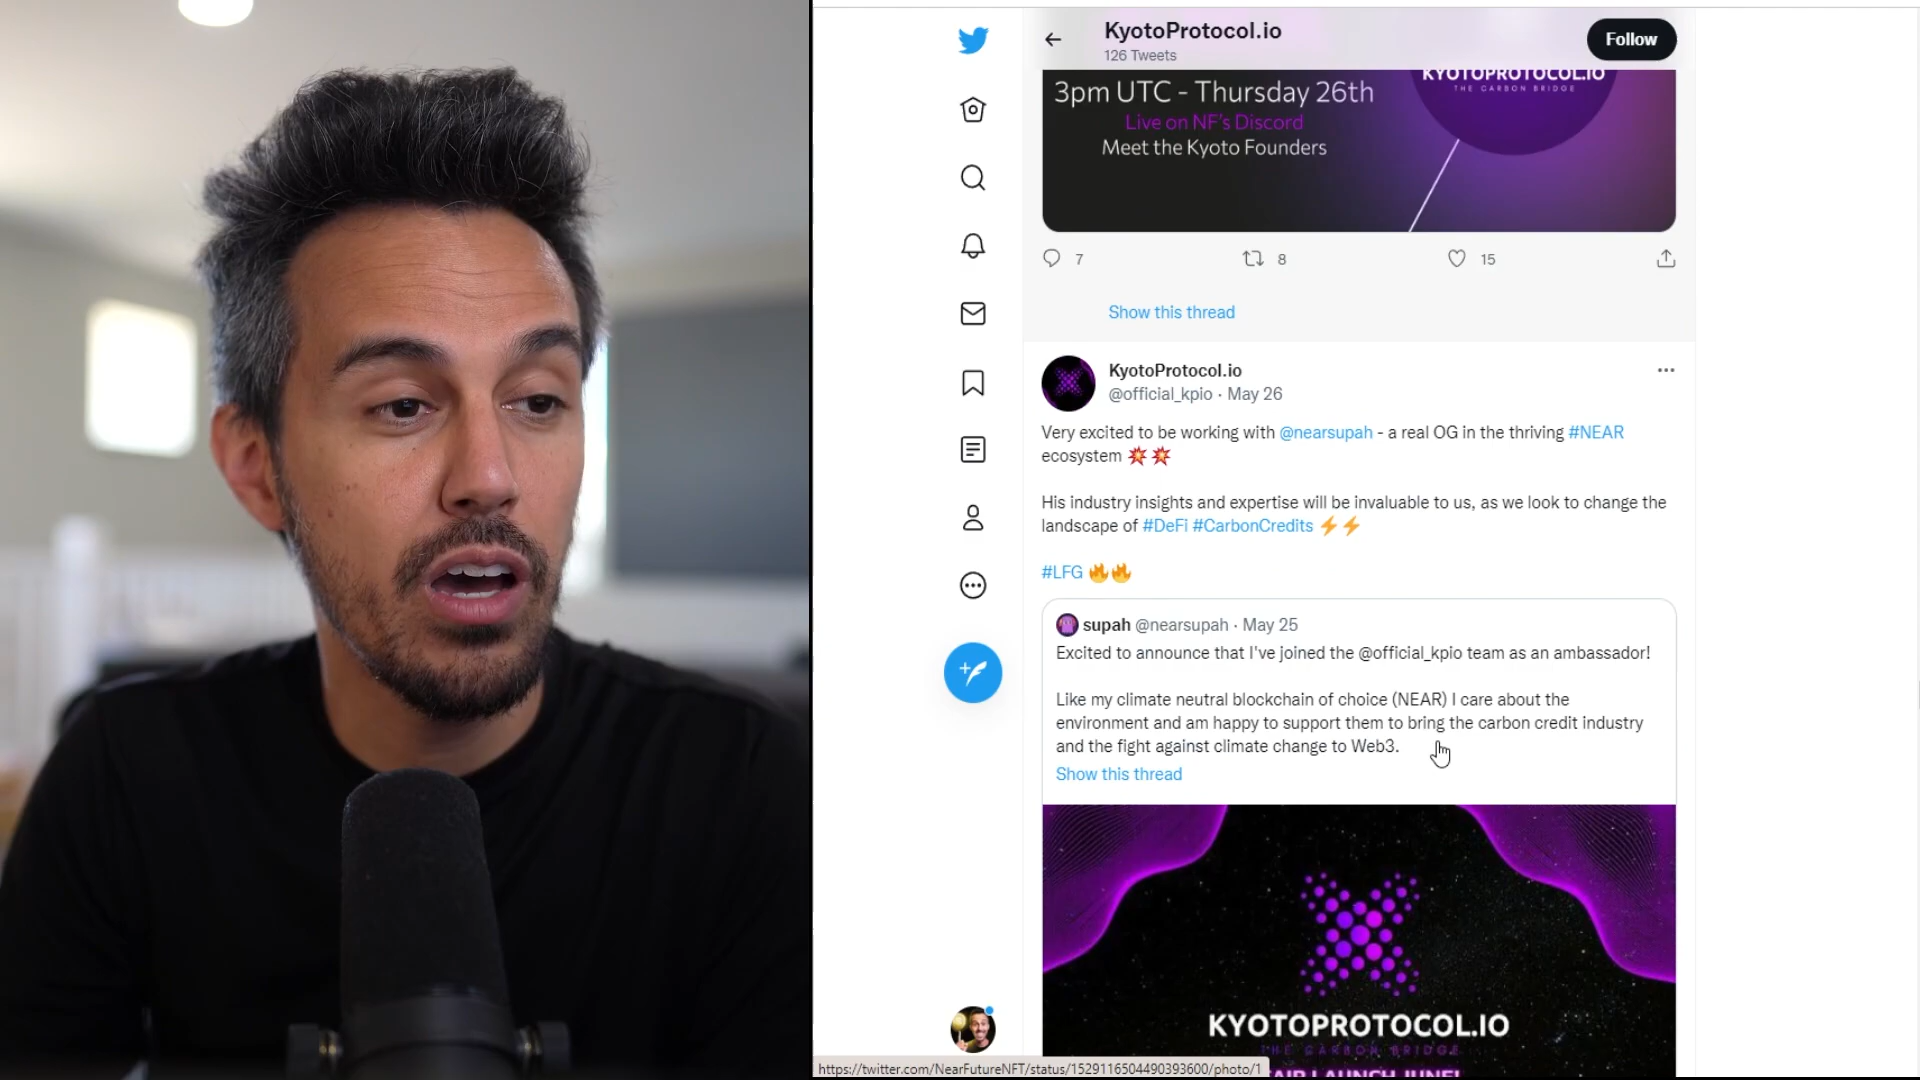 KyotoProtocol.io
126 Tweets
Follow
KYOTOPROTOCOL.IO
THE CARBON BRIDGE
3pm UTC - Thursday 26th
Live on NF's Discord
Meet the Kyoto Founders
7
8
15
Show this thread
KyotoProtocol.io
@official_kpio · May 26
Very excited to be working with @nearsupah - a real OG in the thriving #NEAR
ecosystem 💥💥
His industry insights and expertise will be invaluable to us, as we look to change the
landscape of #DeFi #CarbonCredits ⚡⚡
#LFG 🔥🔥
supah @nearsupah · May 25
Excited to announce that I've joined the @official_kpio team as an ambassador!
Like my climate neutral blockchain of choice (NEAR) I care about the
environment and am happy to support them to bring the carbon credit industry
and the fight against climate change to Web3.
Show this thread
KYOTOPROTOCOL.IO
THE CARBON BRIDGE
FAIR LAUNCH JUNE!
https://twitter.com/NearFutureNFT/status/1529116504490393600/photo/1